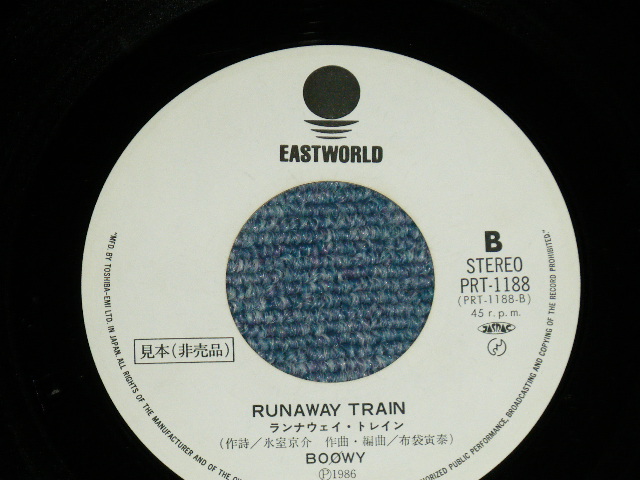 EASTWORLD
B
STEREO
PRT-1188
(PRT-1188-B)
45 r.p.m.
JASRAC
見本(非売品)
RUNAWAY TRAIN
ランナウェイ・トレイン
(作詩/氷室京介 作曲・編曲/布袋寅泰)
BOØWY
Ⓟ1986
"MFD. BY TOSHIBA-EMI LTD. IN JAPAN. ALL RIGHTS OF THE MANUFACTURER AND OF THE
PUBLIC PERFORMANCE, BROADCASTING AND COPYING OF THE RECORD PROHIBITED."